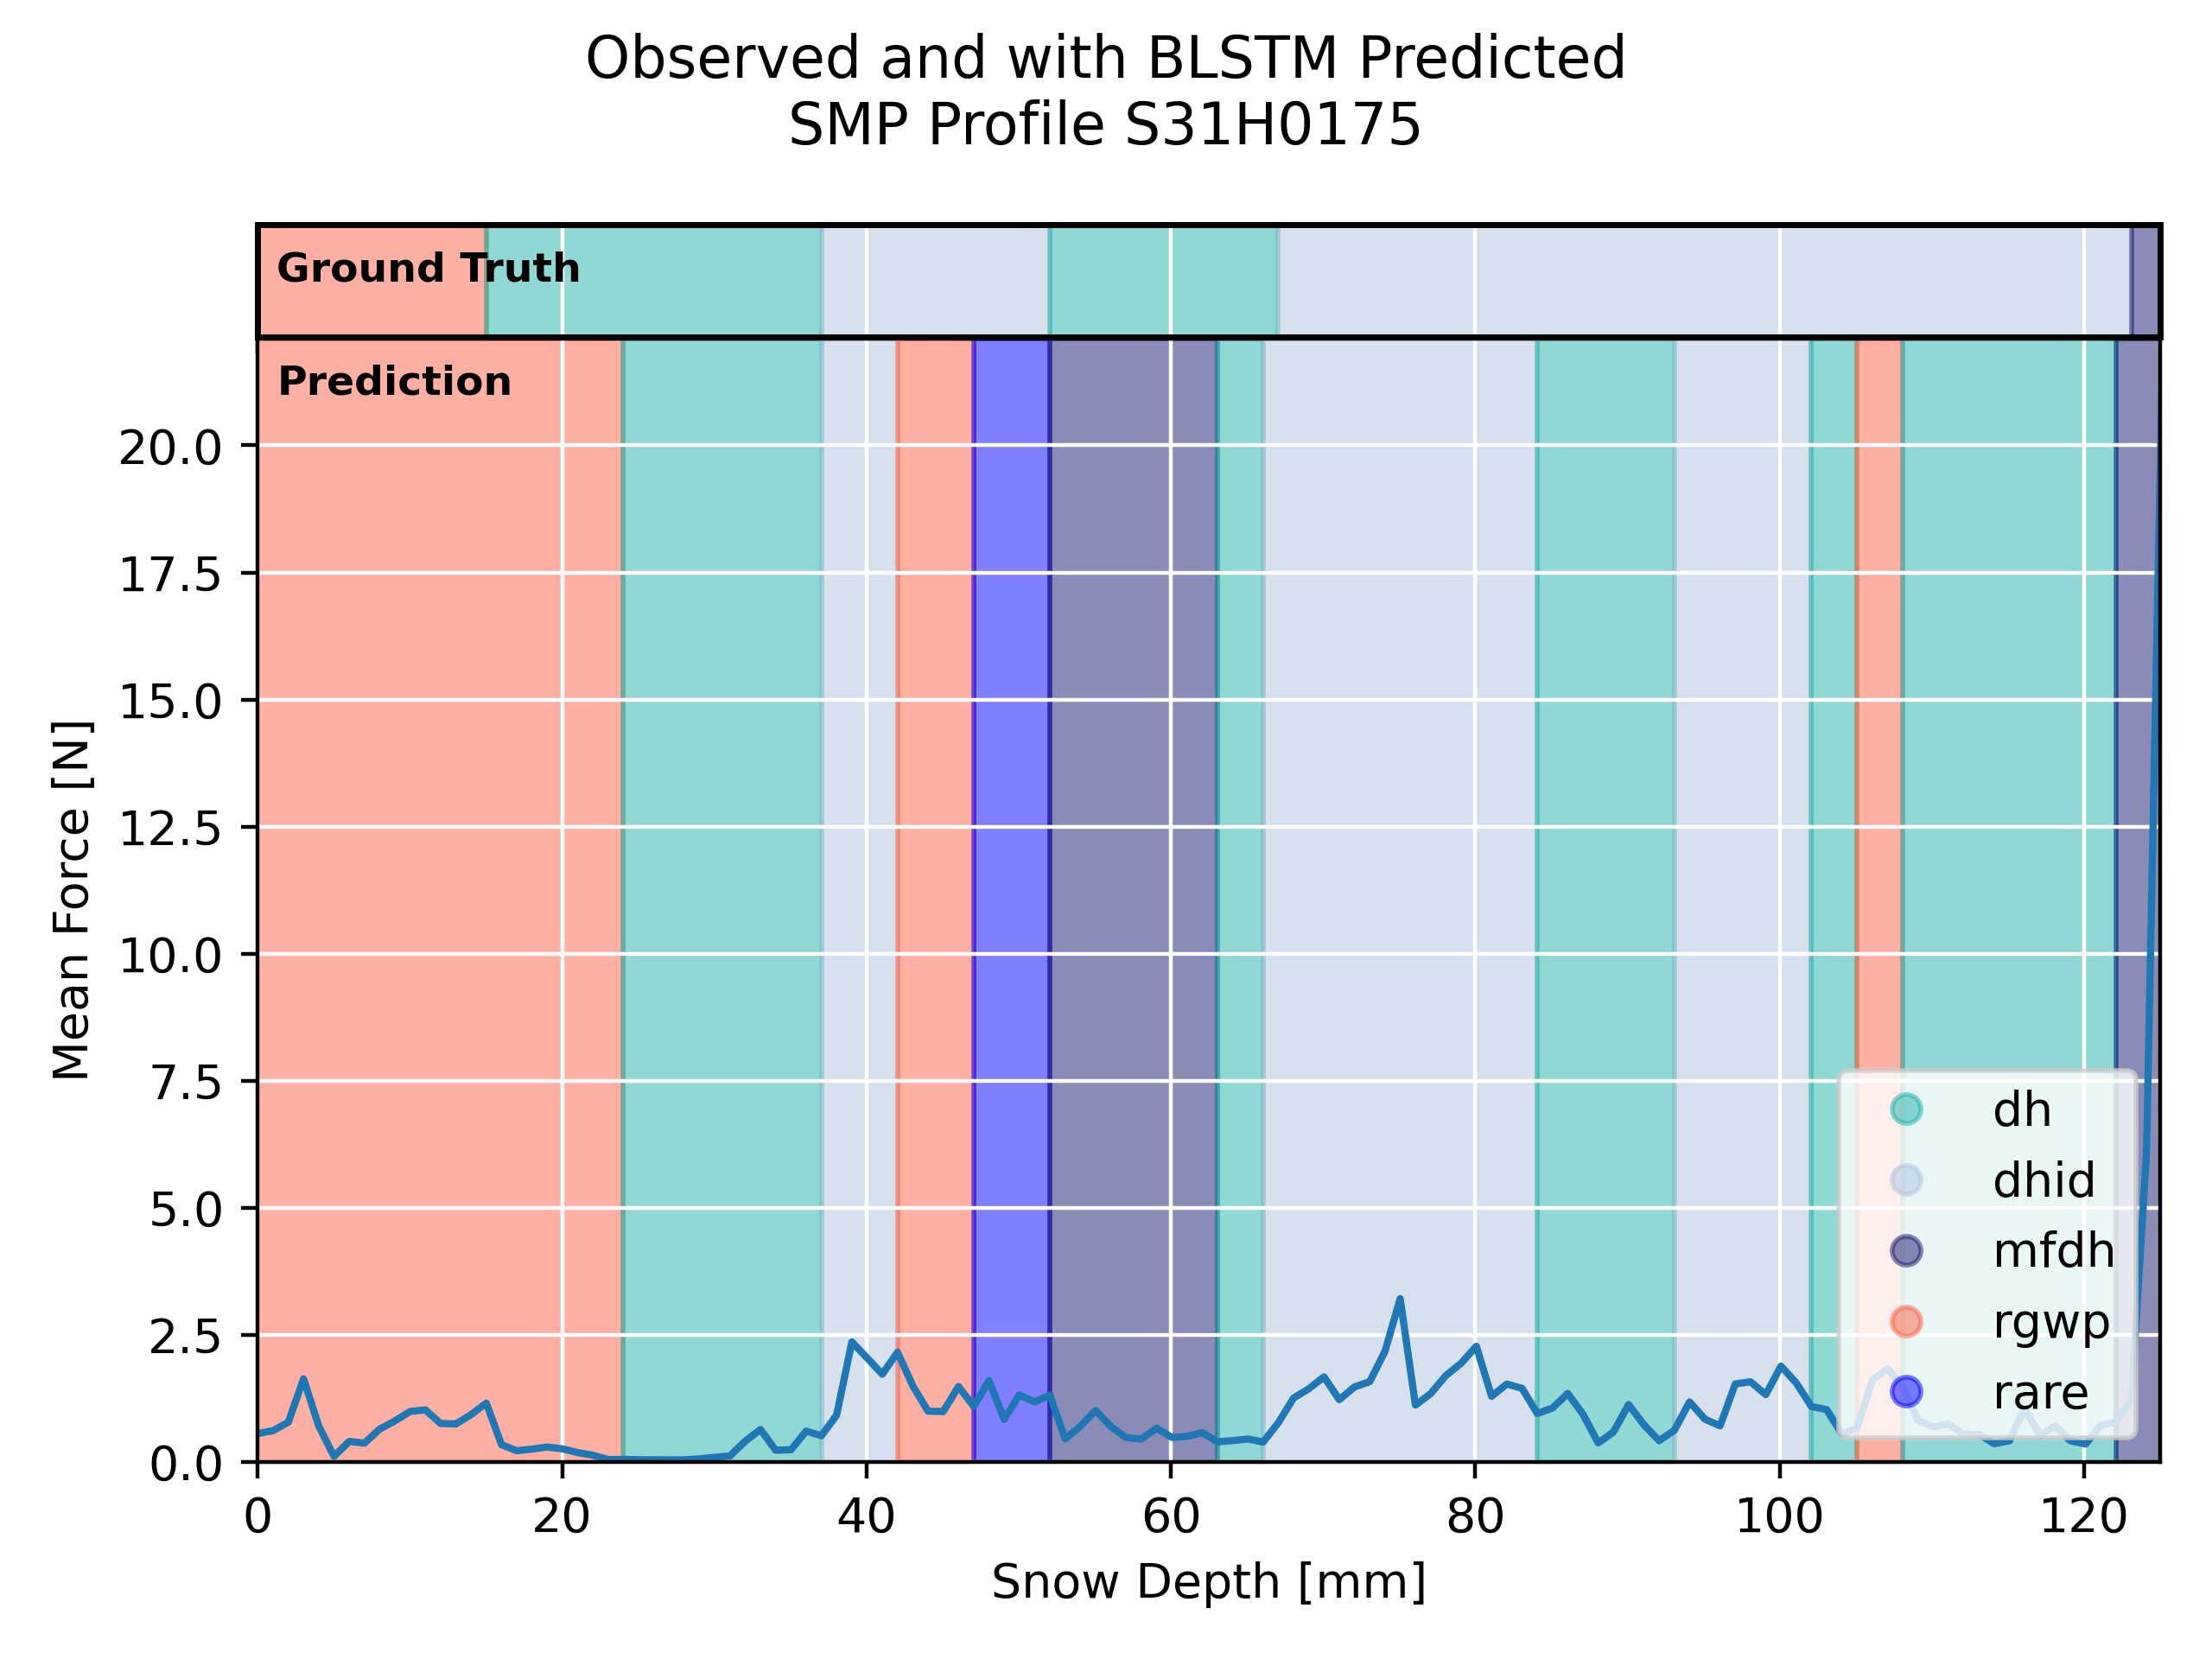 Observed and with BLSTM Predicted
SMP Profile S31H0175
Ground Truth
Prediction
20.0
17.5
15.0
12.5
10.0
7.5
5.0
2.5
0.0
Mean Force [N]
dh
dhid
mfdh
rgwp
rare
0 20 40 60 80 100 120
Snow Depth [mm]